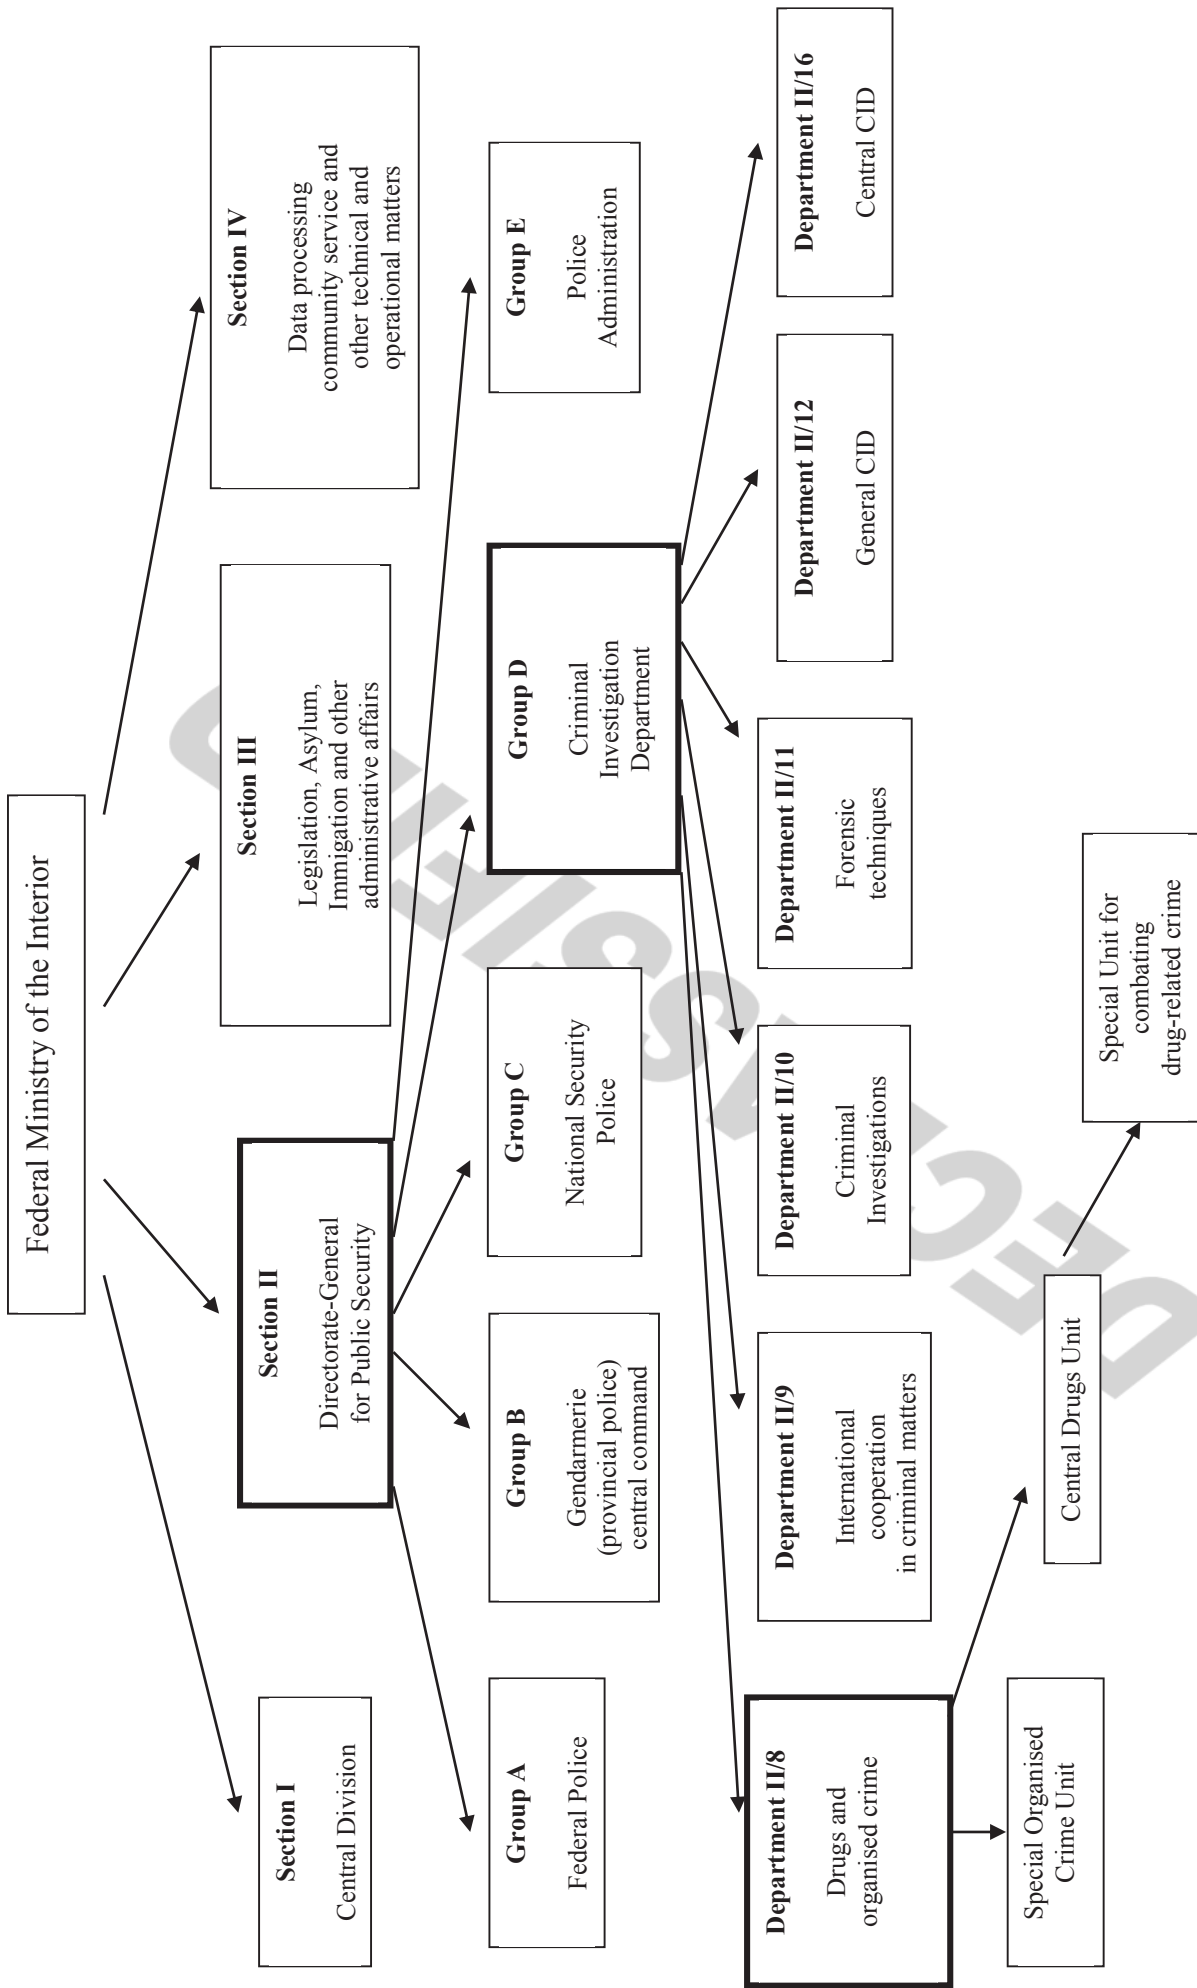 Federal Ministry of the Interior
Section I
Central Division
Section II
Directorate-General
for Public Security
Section III
Legislation, Asylum,
Immigation and other
administrative affairs
Section IV
Data processing
community service and
other technical and
operational matters
Group A
Federal Police
Group B
Gendarmerie
(provincial police)
central command
Group C
National Security
Police
Group D
Criminal
Investigation
Department
Group E
Police
Administration
Department II/8
Drugs and
organised crime
Department II/9
International
cooperation
in criminal matters
Department II/10
Criminal
Investigations
Department II/11
Forensic
techniques
Department II/12
General CID
Department II/16
Central CID
Special Organised
Crime Unit
Central Drugs Unit
Special Unit for
combating
drug-related crime
DECLASSIFIED